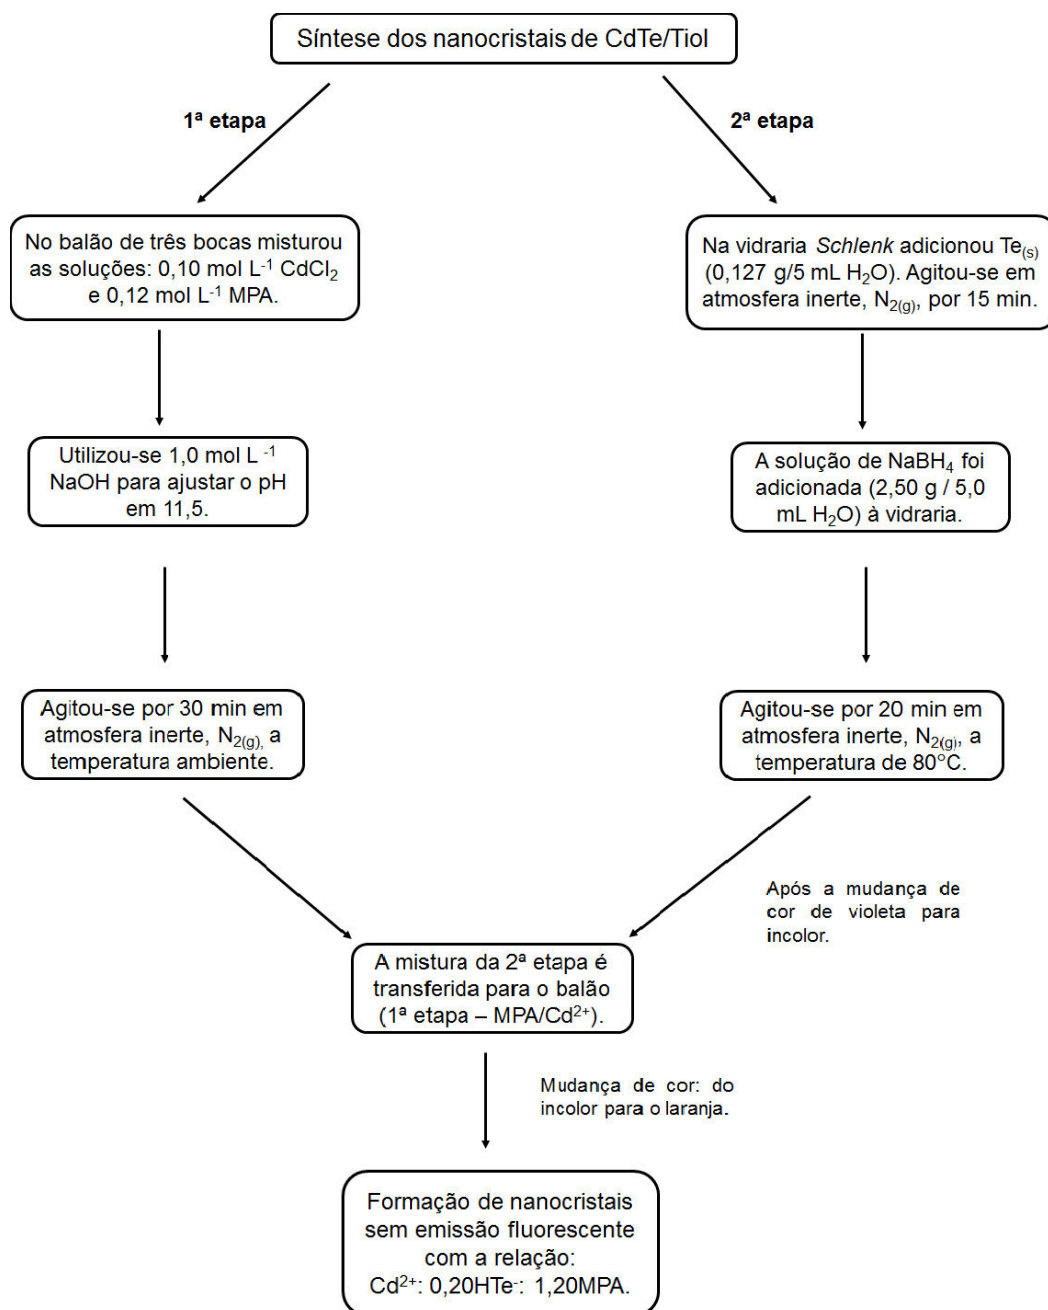 Síntese dos nanocristais de CdTe/Tiol
1ª etapa
2ª etapa
No balão de três bocas misturou
as soluções: 0,10 mol L⁻¹ CdCl₂
e 0,12 mol L⁻¹ MPA.
Na vidraria Schlenk adicionou Te₍s₎
(0,127 g/5 mL H₂O). Agitou-se em
atmosfera inerte, N₂₍g₎, por 15 min.
Utilizou-se 1,0 mol L ⁻¹
NaOH para ajustar o pH
em 11,5.
A solução de NaBH₄ foi
adicionada (2,50 g / 5,0
mL H₂O) à vidraria.
Agitou-se por 30 min em
atmosfera inerte, N₂₍g₎, a
temperatura ambiente.
Agitou-se por 20 min em
atmosfera inerte, N₂₍g₎, a
temperatura de 80°C.
Após a mudança de
cor de violeta para
incolor.
A mistura da 2ª etapa é
transferida para o balão
(1ª etapa – MPA/Cd²⁺).
Mudança de cor: do
incolor para o laranja.
Formação de nanocristais
sem emissão fluorescente
com a relação:
Cd²⁺: 0,20HTe⁻: 1,20MPA.